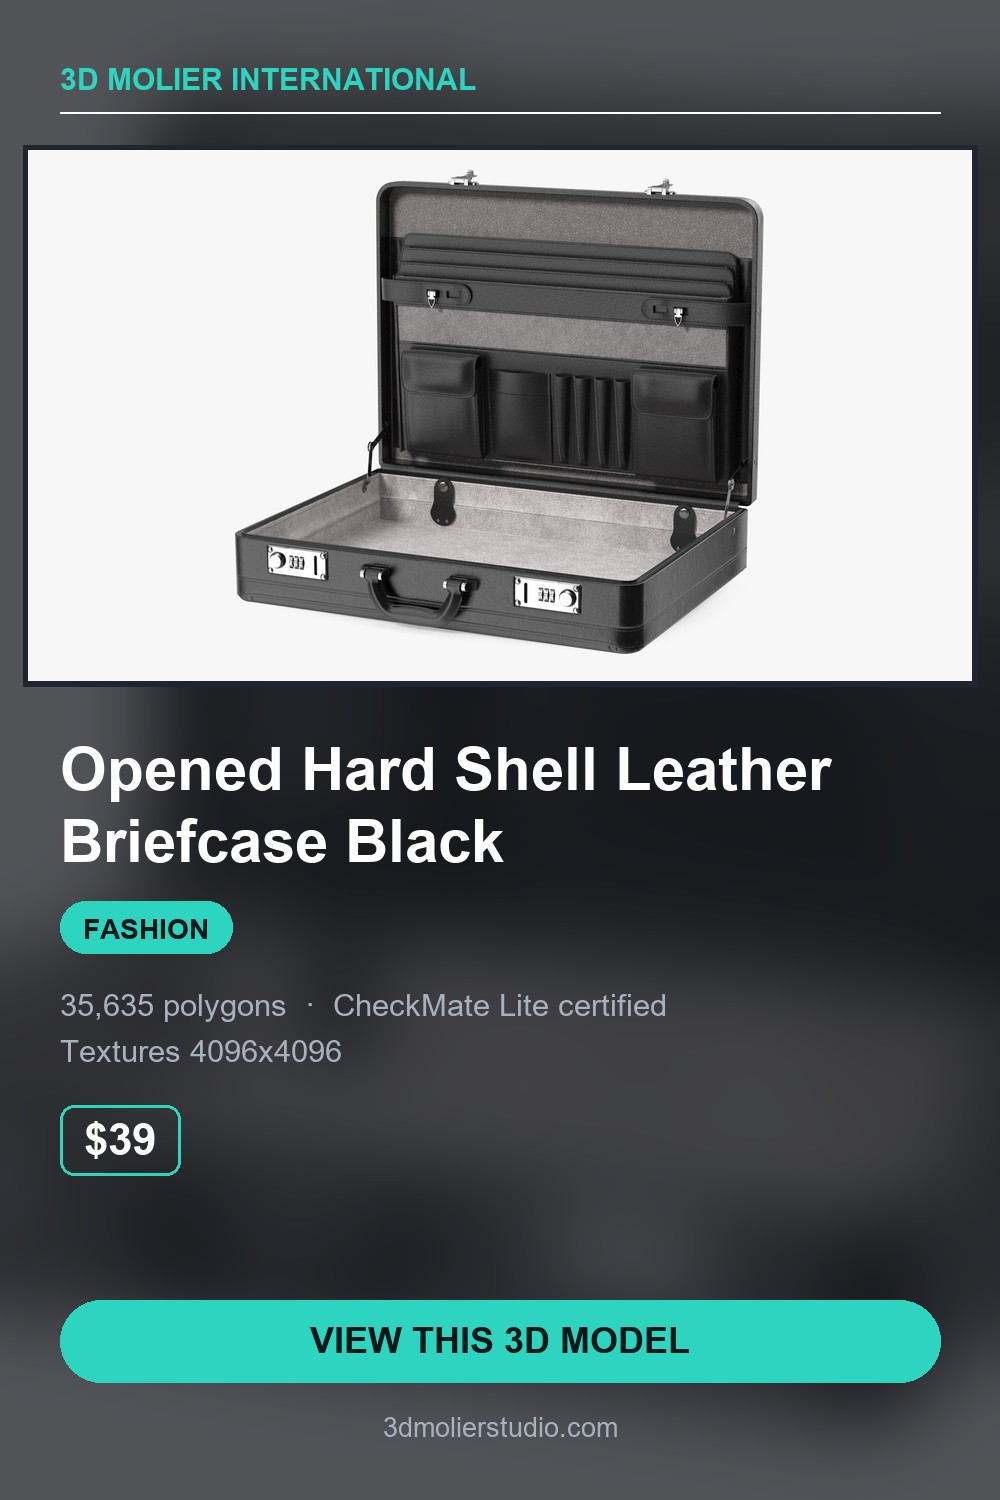 3D MOLIER INTERNATIONAL
Opened Hard Shell Leather
Briefcase Black
FASHION
35,635 polygons · CheckMate Lite certified
Textures 4096x4096
$39
VIEW THIS 3D MODEL
3dmolierstudio.com